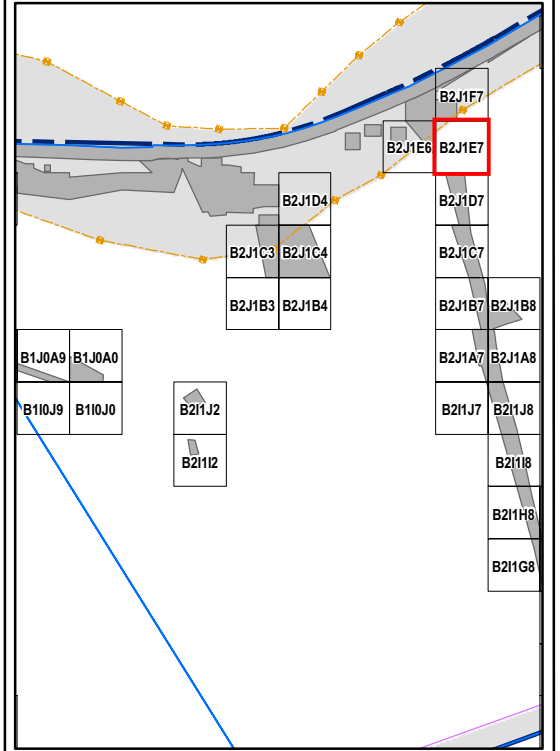 B2J1F7
B2J1E6 B2J1E7
B2J1D4 B2J1D7
B2J1C3 B2J1C4 B2J1C7
B2J1B3 B2J1B4 B2J1B7 B2J1B8
B1J0A9 B1J0A0 B2J1A7 B2J1A8
B1I0J9 B1I0J0 B2I1J2 B2I1J7 B2I1J8
B2I1I2 B2I1I8
B2I1H8
B2I1G8